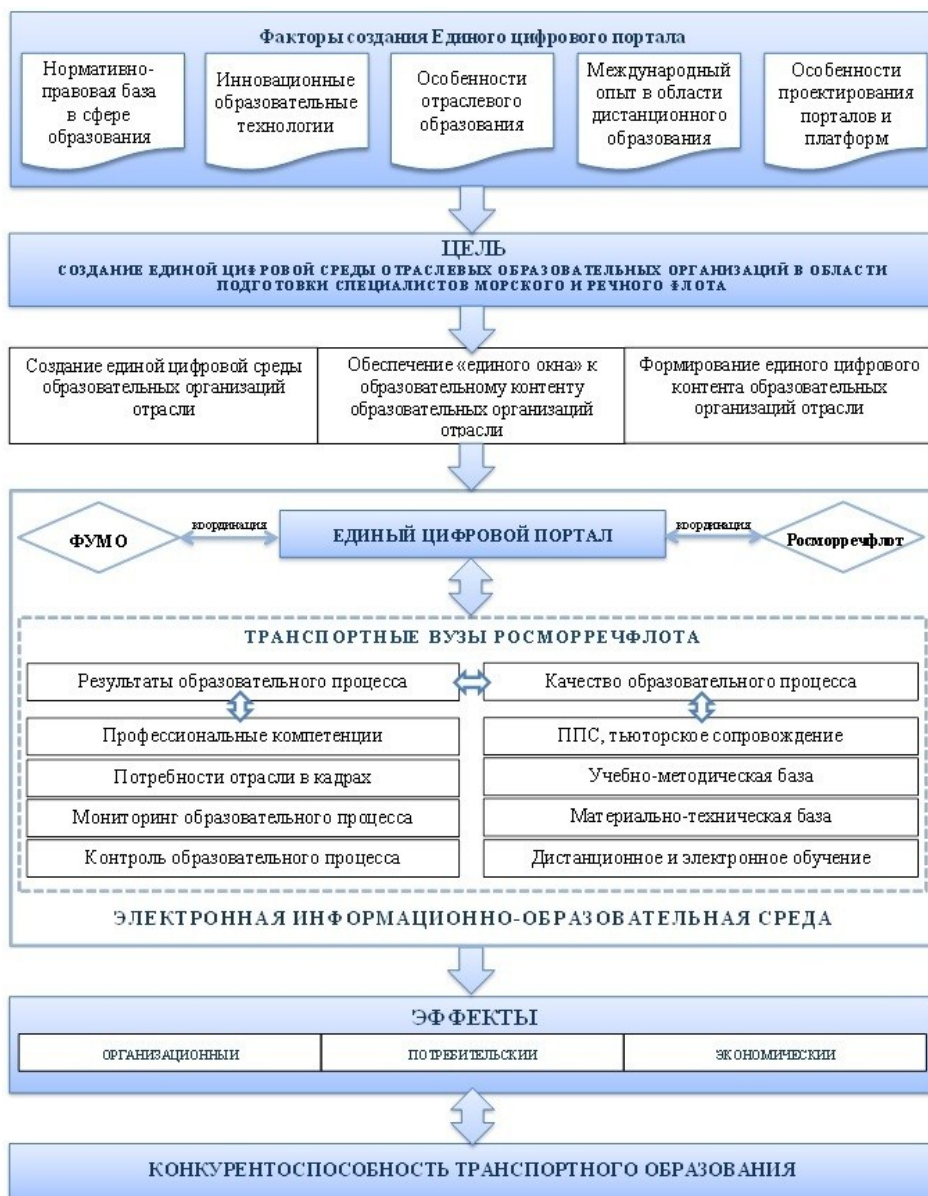 Факторы создания Единого цифрового портала
Нормативно-
правовая база
в сфере
образования
Инновационные
образовательные
технологии
Особенности
отраслевого
образования
Международный
опыт в области
дистанционного
образования
Особенности
проектирования
порталов и
платформ
ЦЕЛЬ
СОЗДАНИЕ ЕДИНОЙ ЦИФРОВОЙ СРЕДЫ ОТРАСЛЕВЫХ ОБРАЗОВАТЕЛЬНЫХ ОРГАНИЗАЦИЙ В ОБЛАСТИ
ПОДГОТОВКИ СПЕЦИАЛИСТОВ МОРСКОГО И РЕЧНОГО ФЛОТА
Создание единой цифровой среды
образовательных организаций
отрасли
Обеспечение «единого окна» к
образовательному контенту
образовательных организаций
отрасли
Формирование единого цифрового
контента образовательных
организаций отрасли
ФУМО
координация
ЕДИНЫЙ ЦИФРОВОЙ ПОРТАЛ
координация
Росморречфлот
ТРАНСПОРТНЫЕ ВУЗЫ РОСМОРРЕЧФЛОТА
Результаты образовательного процесса
Качество образовательного процесса
Профессиональные компетенции
ППС, тьюторское сопровождение
Потребности отрасли в кадрах
Учебно-методическая база
Мониторинг образовательного процесса
Материально-техническая база
Контроль образовательного процесса
Дистанционное и электронное обучение
ЭЛЕКТРОННАЯ ИНФОРМАЦИОННО-ОБРАЗОВАТЕЛЬНАЯ СРЕДА
ЭФФЕКТЫ
ОРГАНИЗАЦИОННЫЙ
ПОТРЕБИТЕЛЬСКИЙ
ЭКОНОМИЧЕСКИЙ
КОНКУРЕНТОСПОСОБНОСТЬ ТРАНСПОРТНОГО ОБРАЗОВАНИЯ